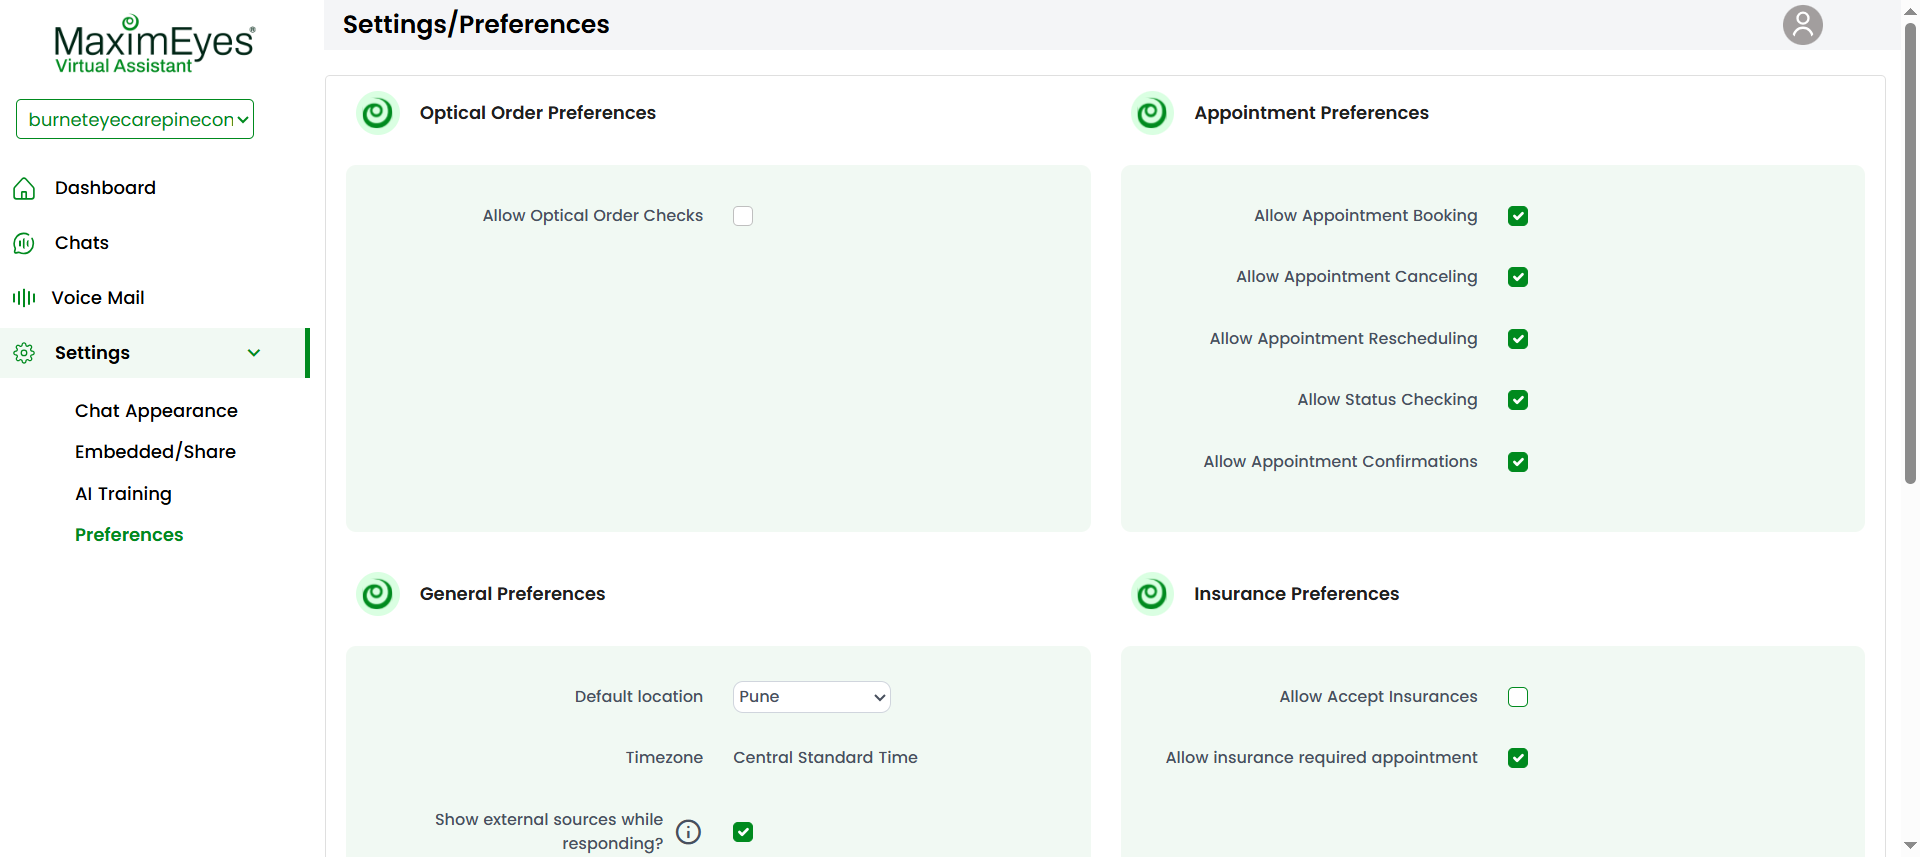 MaximEyes®
Virtual Assistant
burneteyecarepinecon
Dashboard
Chats
Voice Mail
Settings
Chat Appearance
Embedded/Share
AI Training
Preferences
Settings/Preferences
Optical Order Preferences
Allow Optical Order Checks
Appointment Preferences
Allow Appointment Booking
Allow Appointment Canceling
Allow Appointment Rescheduling
Allow Status Checking
Allow Appointment Confirmations
General Preferences
Default location
Pune
Timezone
Central Standard Time
Show external sources while
responding?
Insurance Preferences
Allow Accept Insurances
Allow insurance required appointment